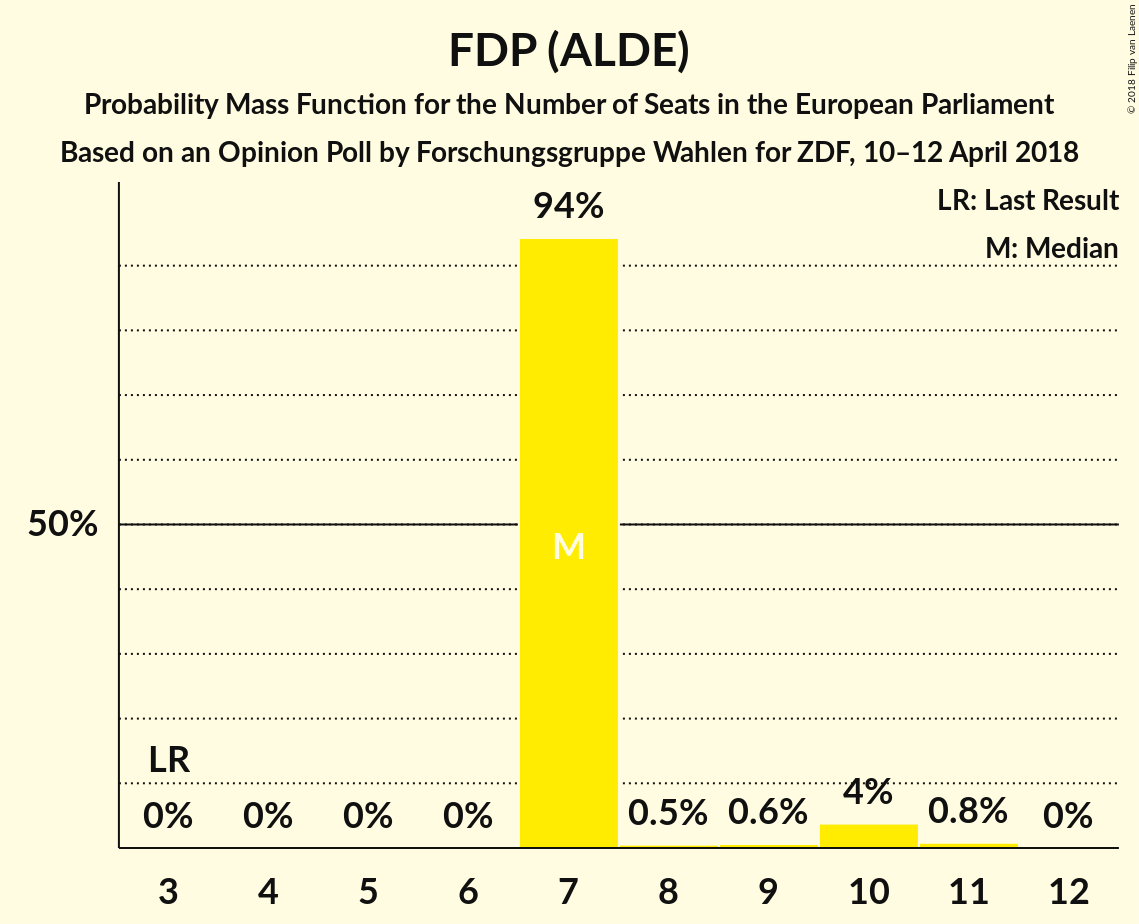 FDP (ALDE)
Probability Mass Function for the Number of Seats in the European Parliament
Based on an Opinion Poll by Forschungsgruppe Wahlen for ZDF, 10–12 April 2018
© 2018 Filip van Laenen
LR: Last Result
M: Median
94%
50%
M
LR
0% 0% 0% 0% 0.5% 0.6% 4% 0.8% 0%
3 4 5 6 7 8 9 10 11 12